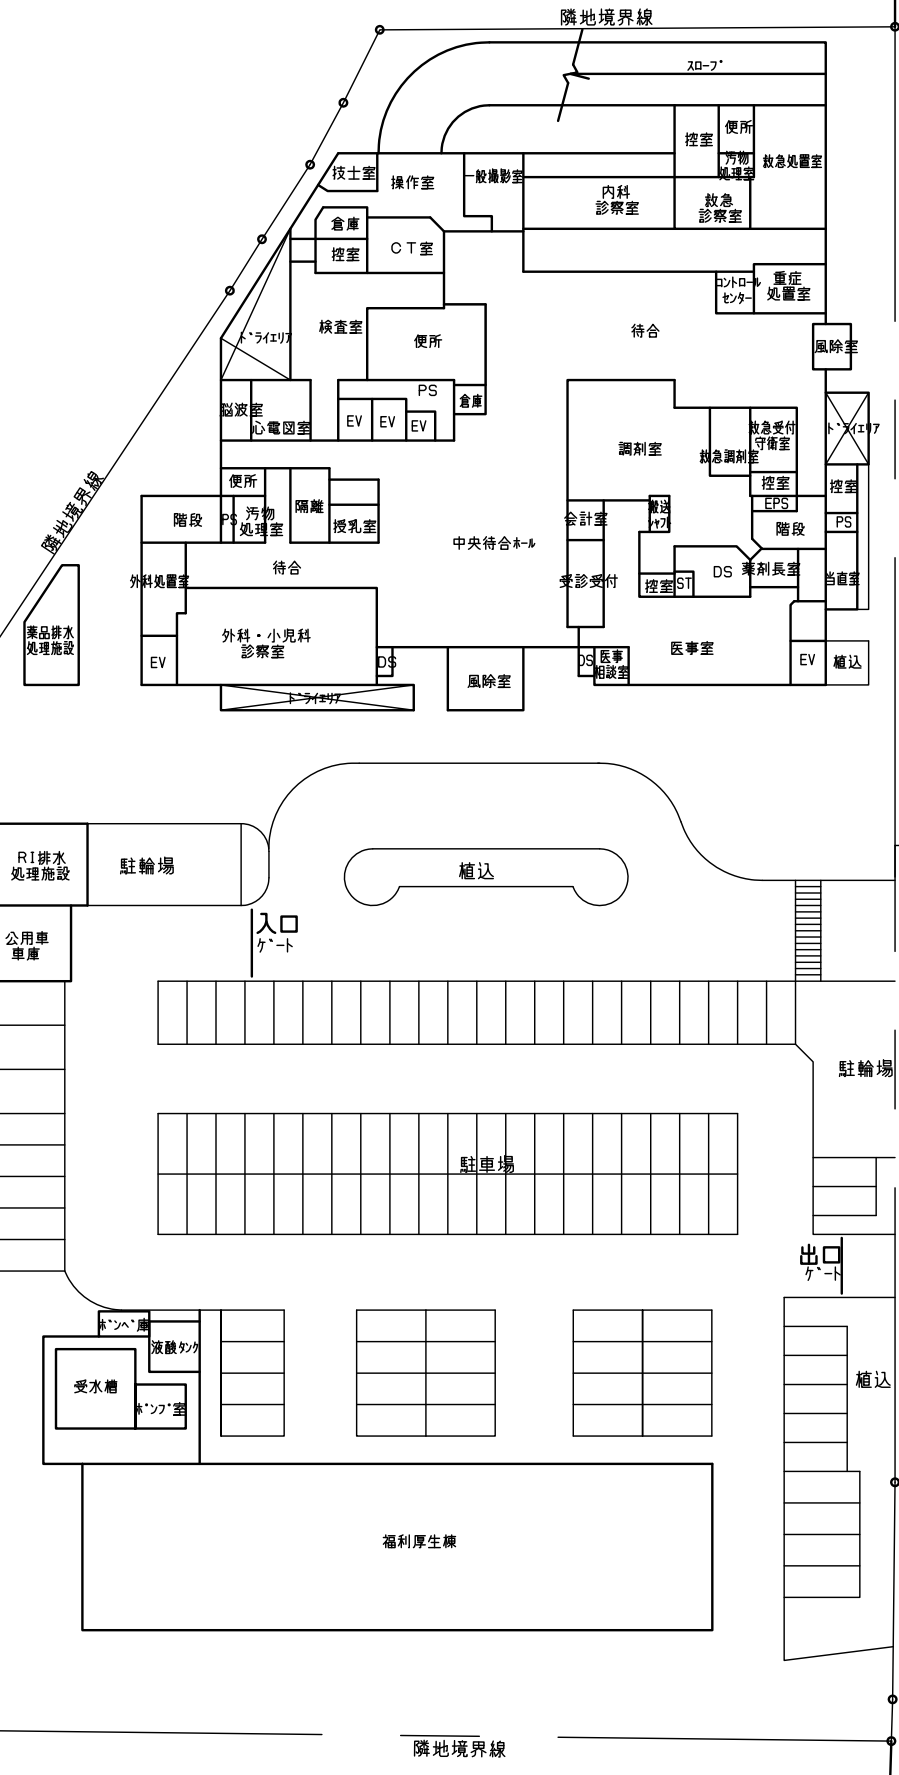 隣地境界線
スロープ
控室
便所
汚物
処理室
救急処置室
技士室
操作室
一般撮影室
内科
診察室
救急
診察室
倉庫
控室
CT室
コントロール
センター
重症
処置室
検査室
便所
待合
風除室
ドライエリア
脳波室
心電図室
PS
EV
EV
EV
倉庫
調剤室
救急調剤室
救急受付
守衛室
控室
EPS
ドライエリア
控室
PS
便所
階段
PS
汚物
処理室
隔離
授乳室
中央待合ホール
会計室
搬送
シャフト
階段
隣地境界線
待合
外科処置室
受診受付
控室
ST
DS
薬剤長室
当直室
薬品排水
処理施設
EV
外科・小児科
診察室
DS
風除室
DS
医事
相談室
医事室
EV
植込
ドライエリア
RI排水
処理施設
駐輪場
植込
公用車
車庫
入口
ゲート
駐輪場
駐車場
出口
ゲート
ボンベ庫
液酸タンク
受水槽
ポンプ室
植込
福利厚生棟
隣地境界線